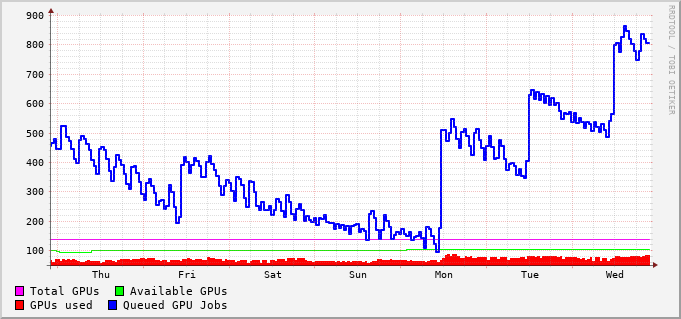 900
800
700
600
500
400
300
200
100
Thu Fri Sat Sun Mon Tue Wed
RRDTOOL / TOBI OETIKER
Total GPUs Available GPUs
GPUs used Queued GPU Jobs